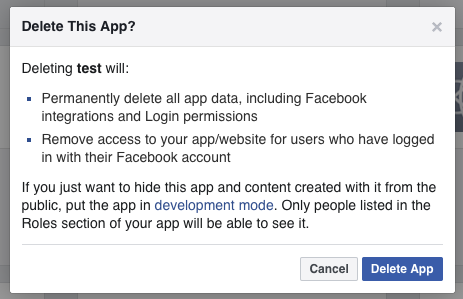 Delete This App?
Deleting test will:
Permanently delete all app data, including Facebook
integrations and Login permissions
Remove access to your app/website for users who have logged
in with their Facebook account
If you just want to hide this app and content created with it from the
public, put the app in development mode. Only people listed in the
Roles section of your app will be able to see it.
Cancel
Delete App